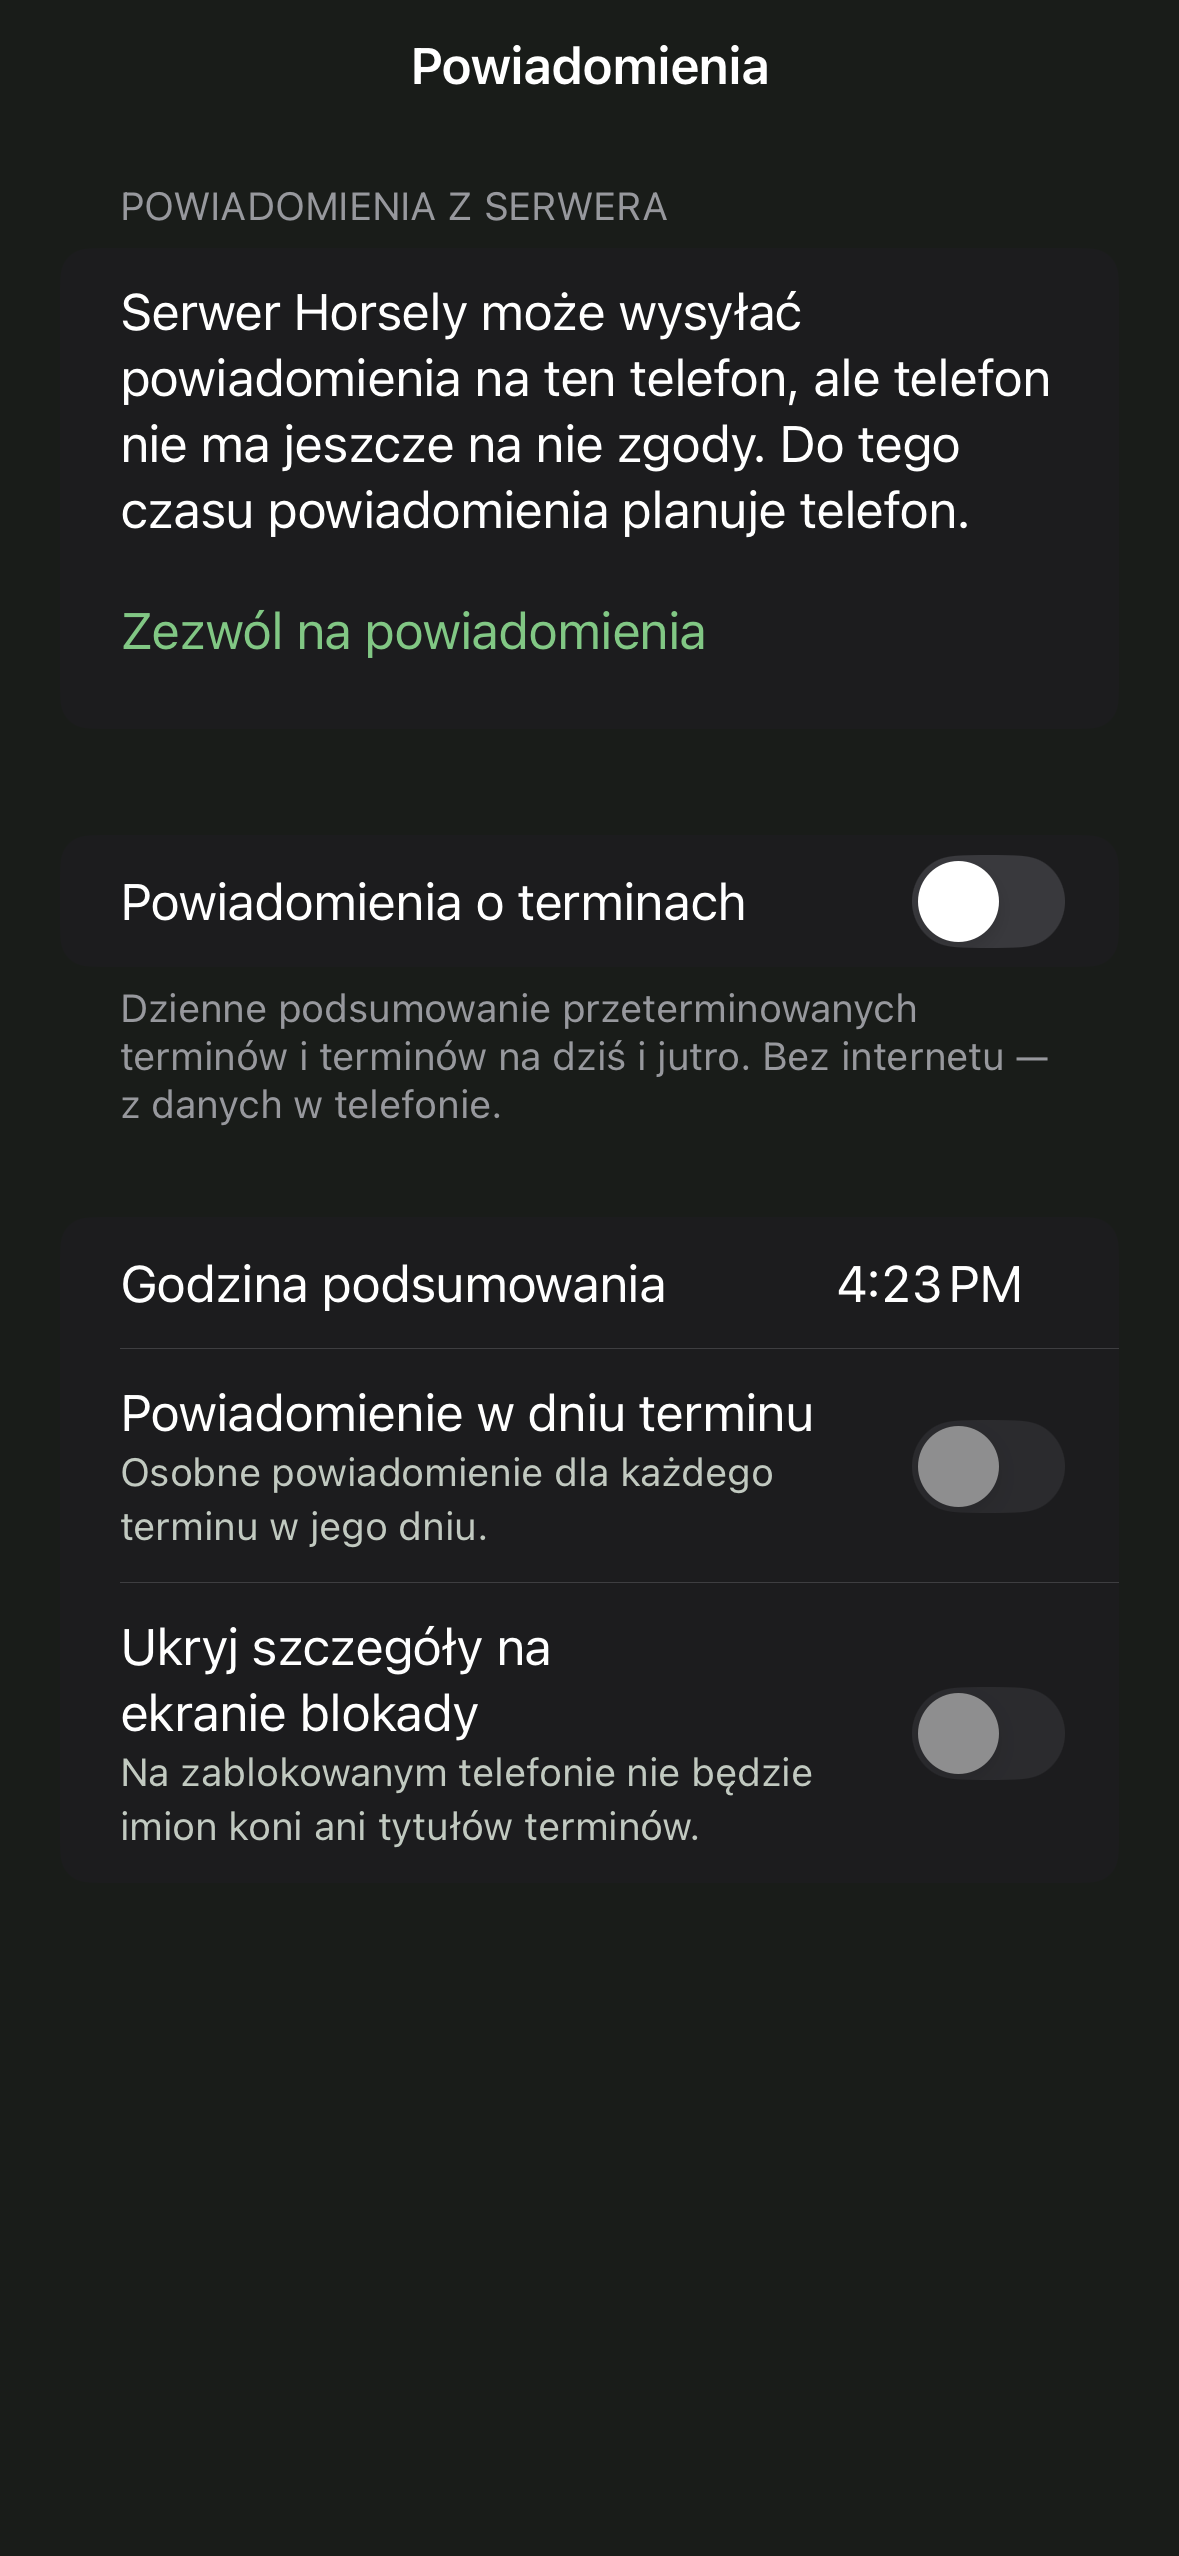 Powiadomienia
POWIADOMIENIA Z SERWERA
Serwer Horsely może wysyłać
powiadomienia na ten telefon, ale telefon
nie ma jeszcze na nie zgody. Do tego
czasu powiadomienia planuje telefon.
Zezwól na powiadomienia
Powiadomienia o terminach
Dzienne podsumowanie przeterminowanych
terminów i terminów na dziś i jutro. Bez internetu —
z danych w telefonie.
Godzina podsumowania 4:23 PM
Powiadomienie w dniu terminu
Osobne powiadomienie dla każdego
terminu w jego dniu.
Ukryj szczegóły na
ekranie blokady
Na zablokowanym telefonie nie będzie
imion koni ani tytułów terminów.